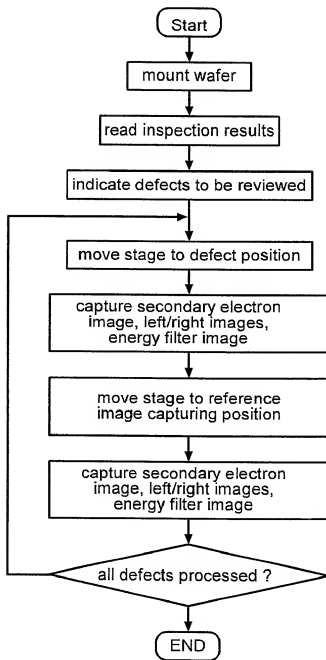 Start
mount wafer
read inspection results
indicate defects to be reviewed
move stage to defect position
capture secondary electron
image, left/right images,
energy filter image
move stage to reference
image capturing position
capture secondary electron
image, left/right images,
energy filter image
all defects processed ?
END